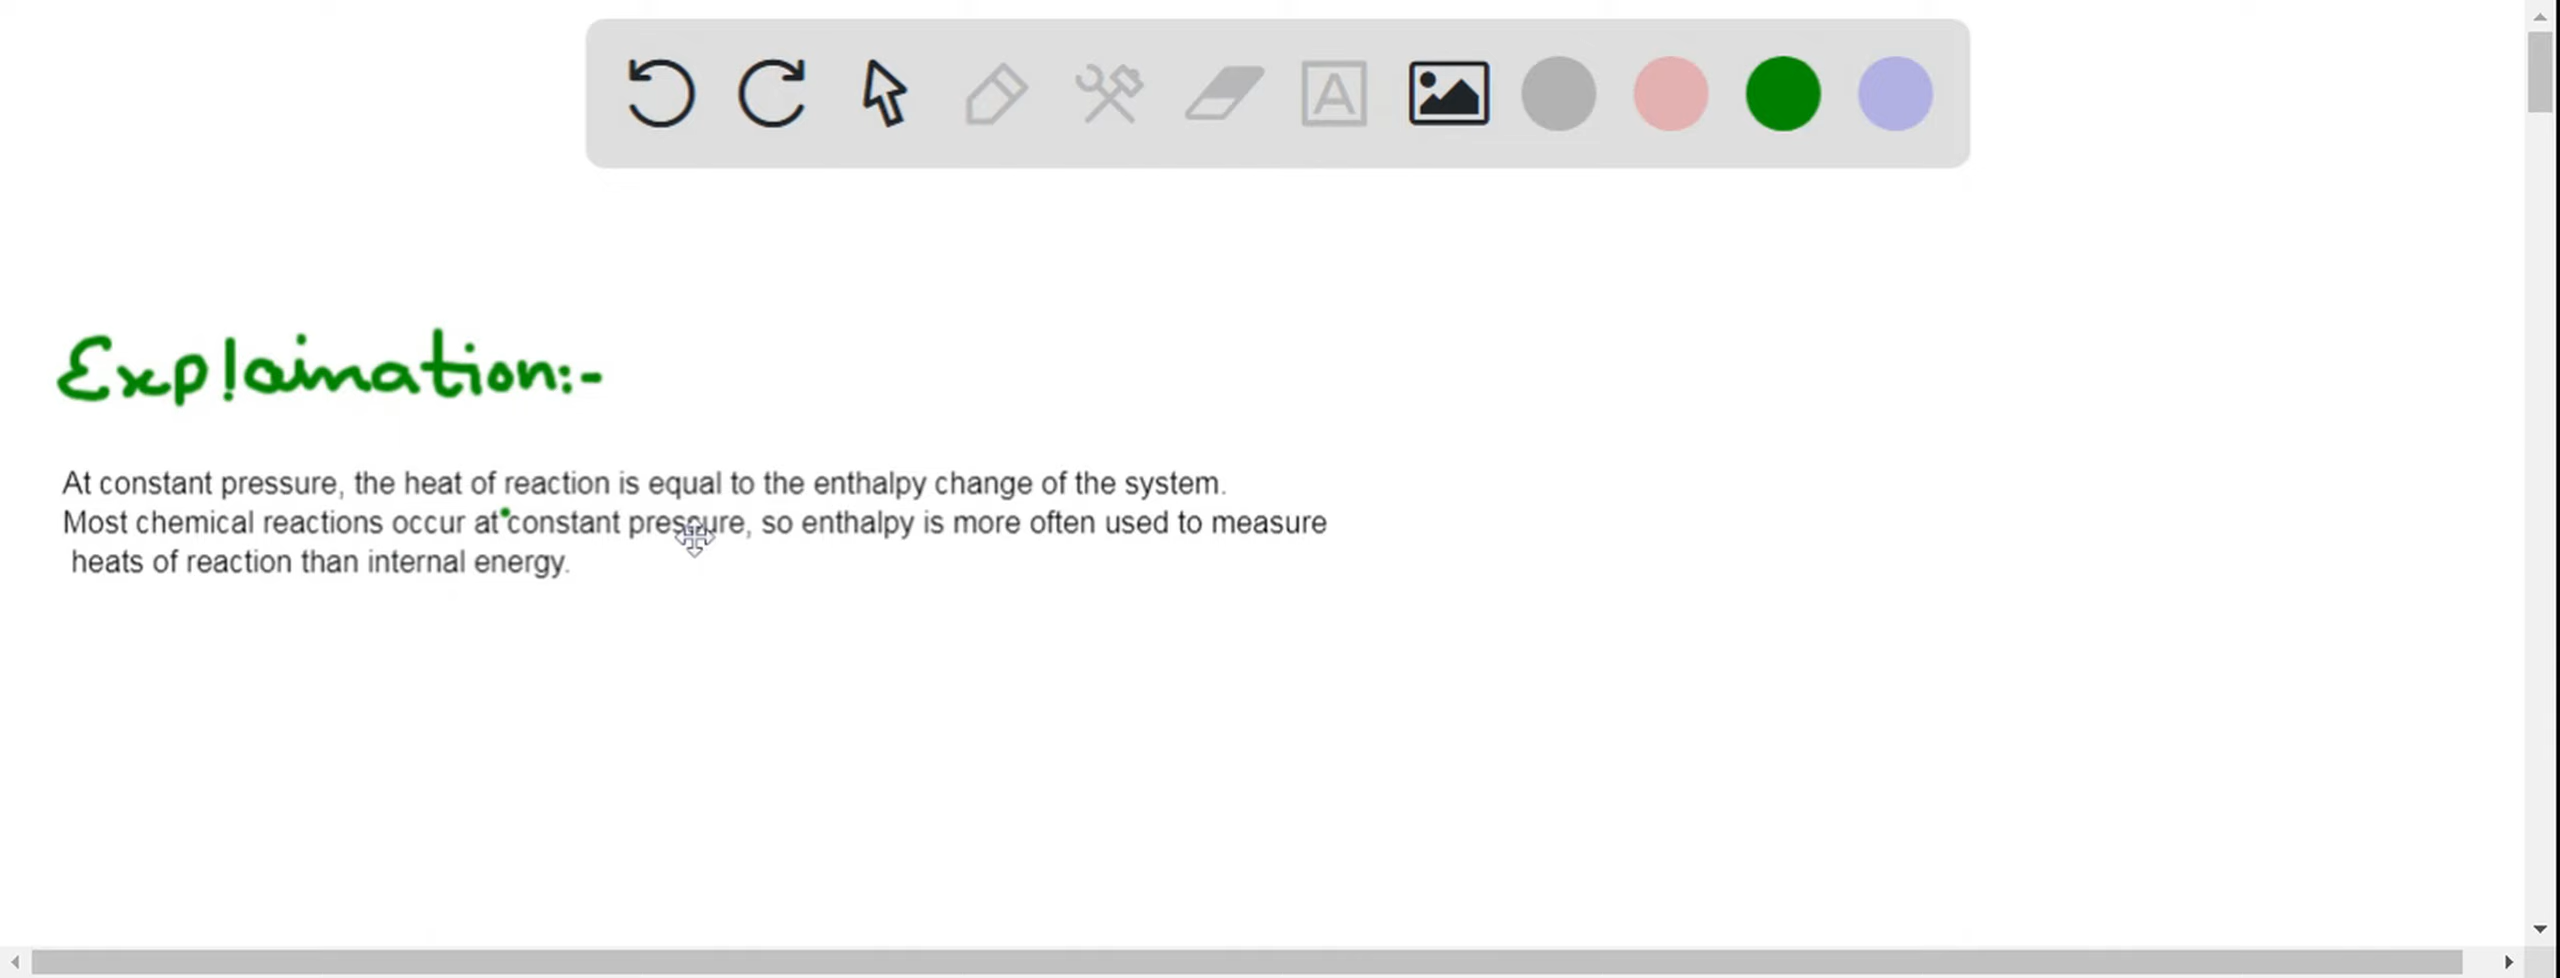 A
Explaination:-
At constant pressure, the heat of reaction is equal to the enthalpy change of the system.
Most chemical reactions occur at constant pressure, so enthalpy is more often used to measure
heats of reaction than internal energy.